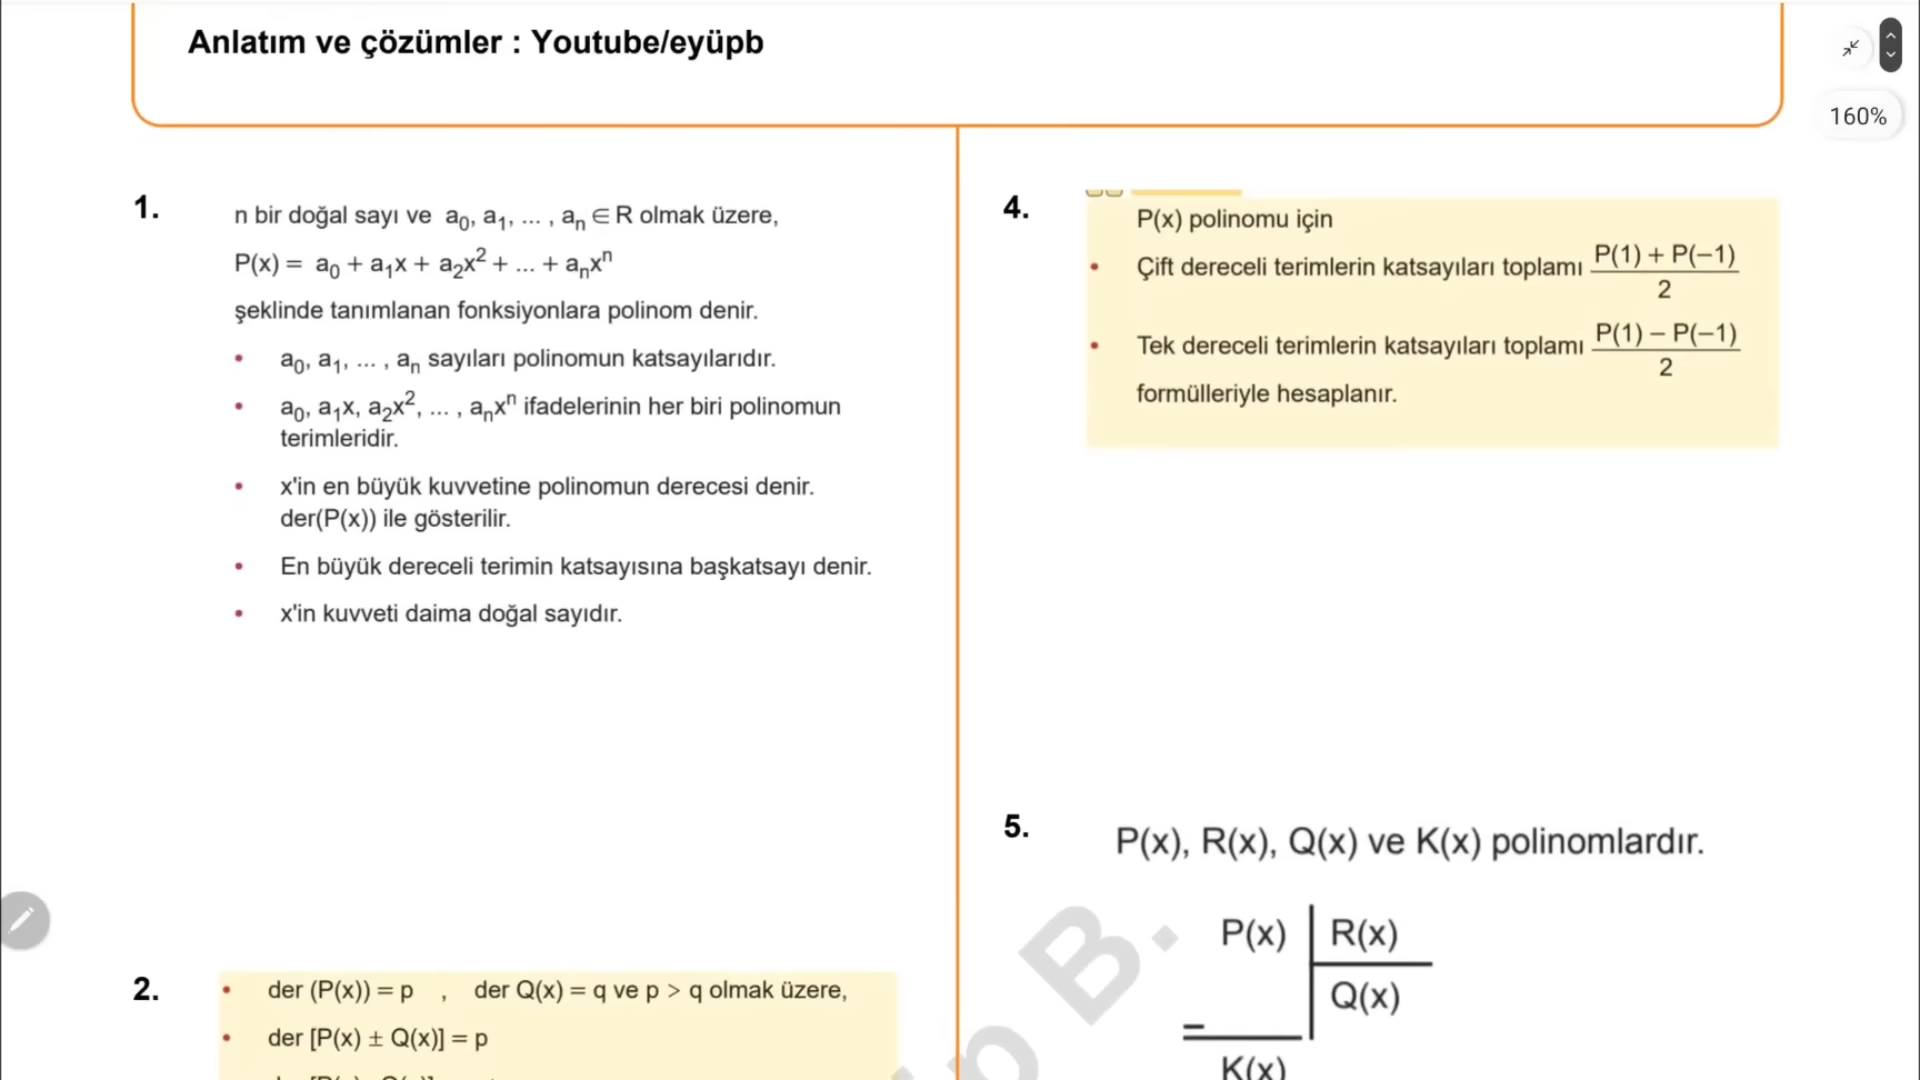 Anlatım ve çözümler : Youtube/eyüpb
160%
1.
n bir doğal sayı ve a₀, a₁, ... , aₙ ∈ R olmak üzere,
P(x) = a₀ + a₁x + a₂x² + ... + aₙxⁿ
şeklinde tanımlanan fonksiyonlara polinom denir.
• a₀, a₁, ... , aₙ sayıları polinomun katsayılarıdır.
• a₀, a₁x, a₂x², ... , aₙxⁿ ifadelerinin her biri polinomun
terimleridir.
• x'in en büyük kuvvetine polinomun derecesi denir.
der(P(x)) ile gösterilir.
• En büyük dereceli terimin katsayısına başkatsayı denir.
• x'in kuvveti daima doğal sayıdır.
2.
• der (P(x)) = p , der Q(x) = q ve p > q olmak üzere,
• der [P(x) ± Q(x)] = p
4.
P(x) polinomu için
• Çift dereceli terimlerin katsayıları toplamı P(1) + P(−1)
2
• Tek dereceli terimlerin katsayıları toplamı P(1) − P(−1)
2
formülleriyle hesaplanır.
5.
P(x), R(x), Q(x) ve K(x) polinomlardır.
P(x) R(x)
Q(x)
−
K(x)
p B.